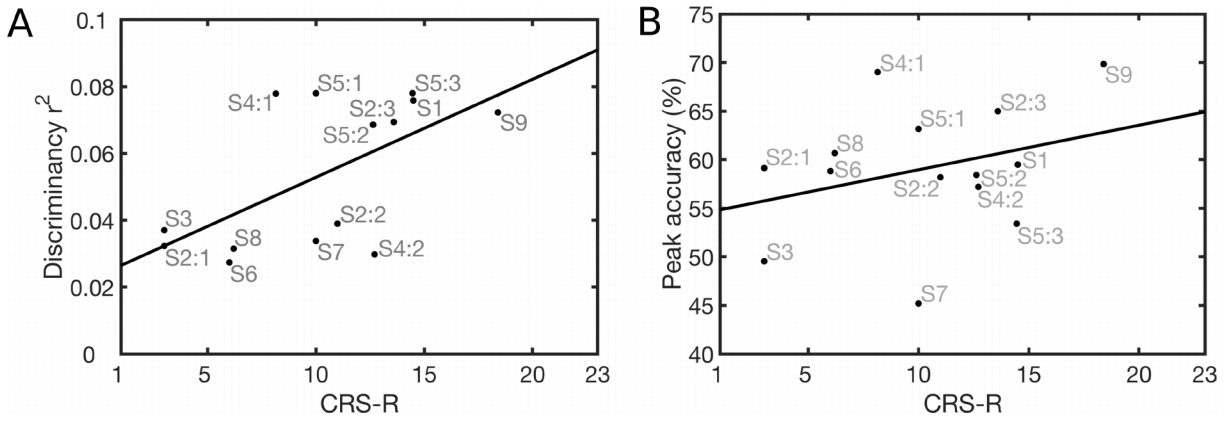 A
Discriminancy r²
0.1
0.08
0.06
0.04
0.02
0
S4:1
S5:1
S5:3
S2:3
S1
S5:2
S9
S3
S2:1
S8
S6
S2:2
S7
S4:2
1
5
10
15
20
23
CRS-R
B
Peak accuracy (%)
75
70
65
60
55
50
45
40
S4:1
S9
S2:3
S5:1
S8
S2:1
S6
S1
S2:2
S5:2
S4:2
S5:3
S3
S7
1
5
10
15
20
23
CRS-R